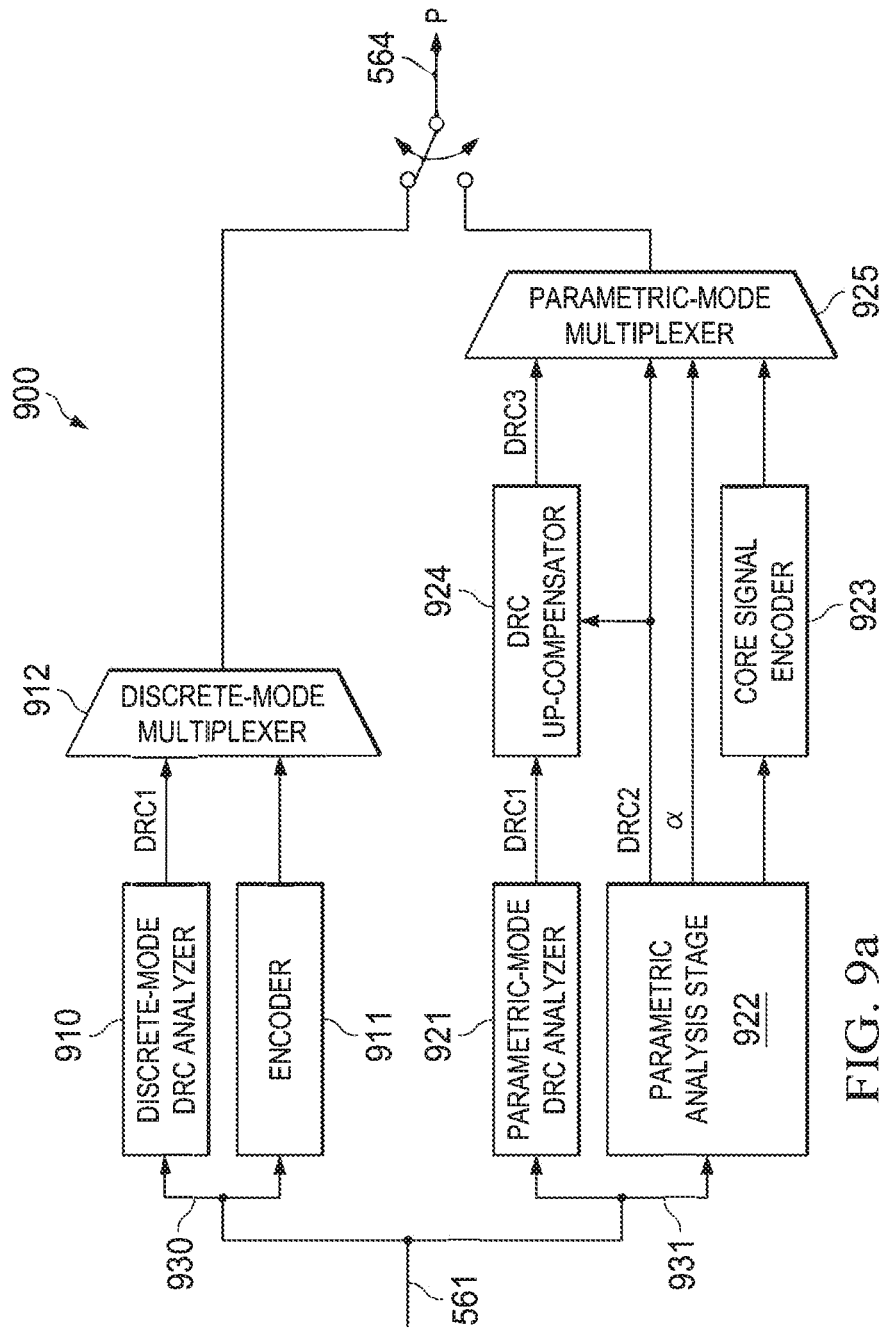 900
930
910
DISCRETE-MODE
DRC ANALYZER
DRC1
912
DISCRETE-MODE
MULTIPLEXER
ENCODER
911
561
564
P
921
PARAMETRIC-MODE
DRC ANALYZER
DRC1
924
DRC
UP-COMPENSATOR
DRC3
PARAMETRIC-MODE
MULTIPLEXER
925
931
PARAMETRIC
ANALYSIS STAGE
922
DRC2
α
CORE SIGNAL
ENCODER
923
FIG. 9a